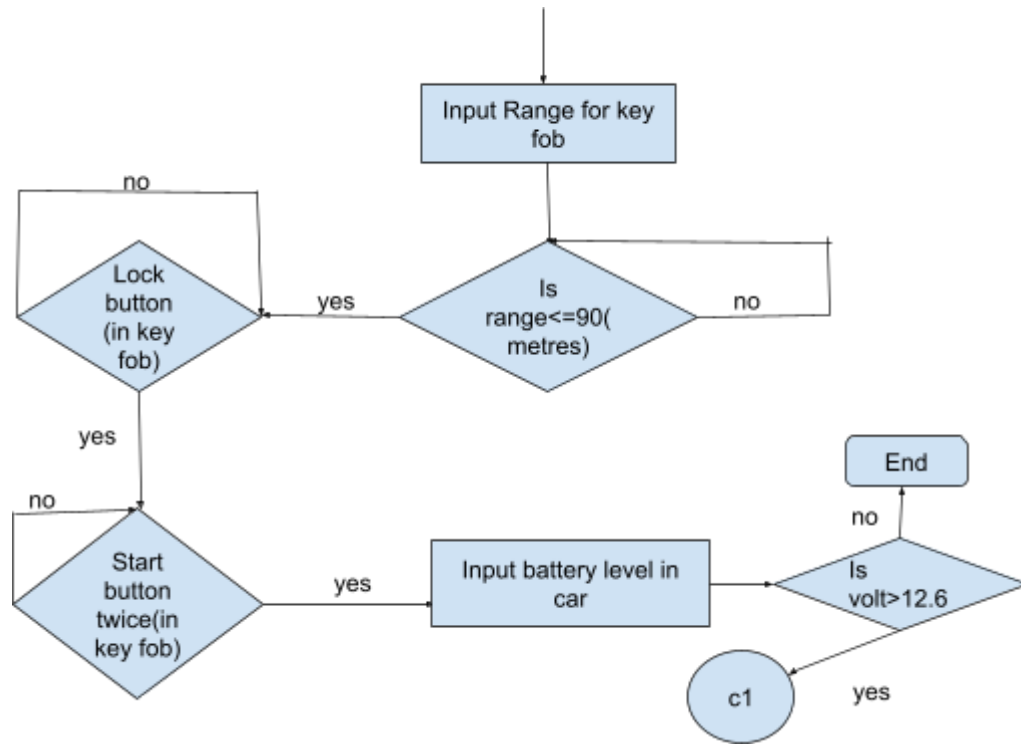 Input Range for key
fob
no
Lock
button
(in key
fob)
yes
Is
range<=90(
metres)
no
yes
no
Start
button
twice(in
key fob)
yes
Input battery level in
car
End
no
Is
volt>12.6
c1
yes